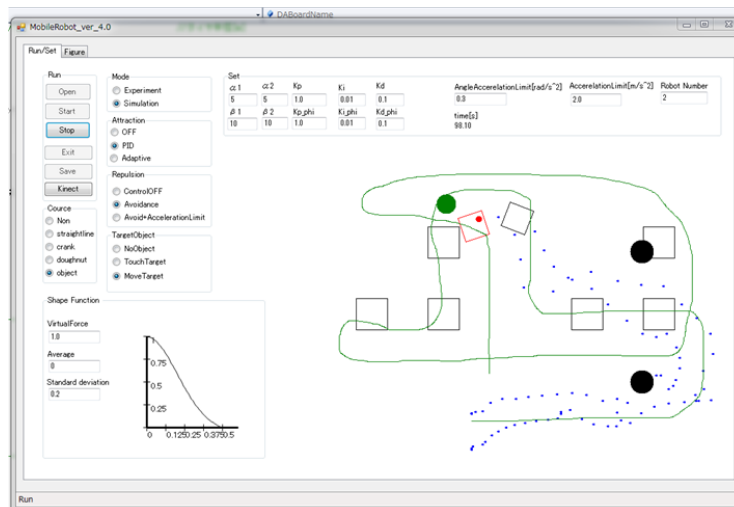 DABoardName
MobileRobot_ver_4.0
Run/Set
Figure
Run
Open
Start
Stop
Exit
Save
Kinect
Cource
Non
straightline
crank
doughnut
object
Mode
Experiment
Simulation
Attraction
OFF
PID
Adaptive
Repulsion
ControlOFF
Avoidance
Avoid+AccelerationLimit
TargetObject
NoObject
TouchTarget
MoveTarget
Set
α1 α2 Kp Ki Kd
5 5 1.0 0.01 0.1
β1 β2 Kp_phi Ki_phi Kd_phi
10 10 1.0 0.01 0.1
AngleAccerelationLimit[rad/s^2] AccerelationLimit[m/s^2] Robot Number
0.3 2.0 2
time[s]
98.10
Shape Function
VirtualForce
1.0
Average
0
Standard deviation
0.2
1
0.75
0.5
0.25
0 0.125 0.25 0.375 0.5
Run